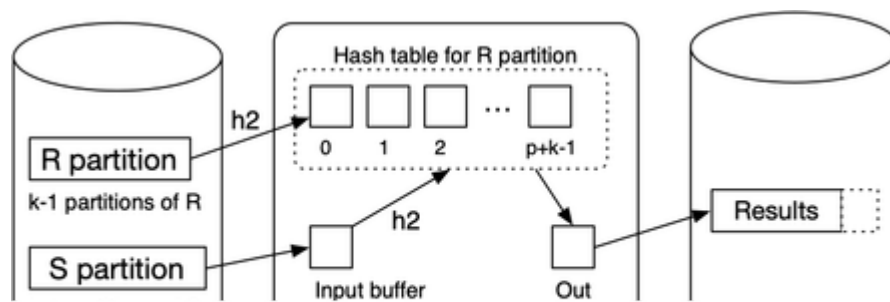 Hash table for R partition
h2
R partition
0 1 2 ... p+k-1
k-1 partitions of R
Results
h2
S partition
Input buffer
Out